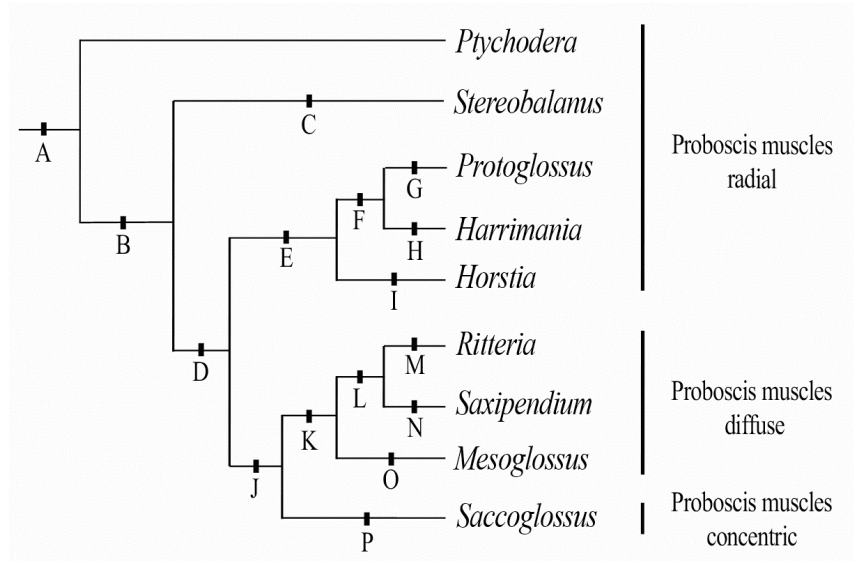 Ptychodera
Stereobalanus
C
A
Protoglossus
G
Proboscis muscles
radial
F
Harrimania
H
B
E
Horstia
I
Ritteria
M
D
L
Saxipendium
N
Proboscis muscles
diffuse
K
Mesoglossus
O
J
Saccoglossus
P
Proboscis muscles
concentric